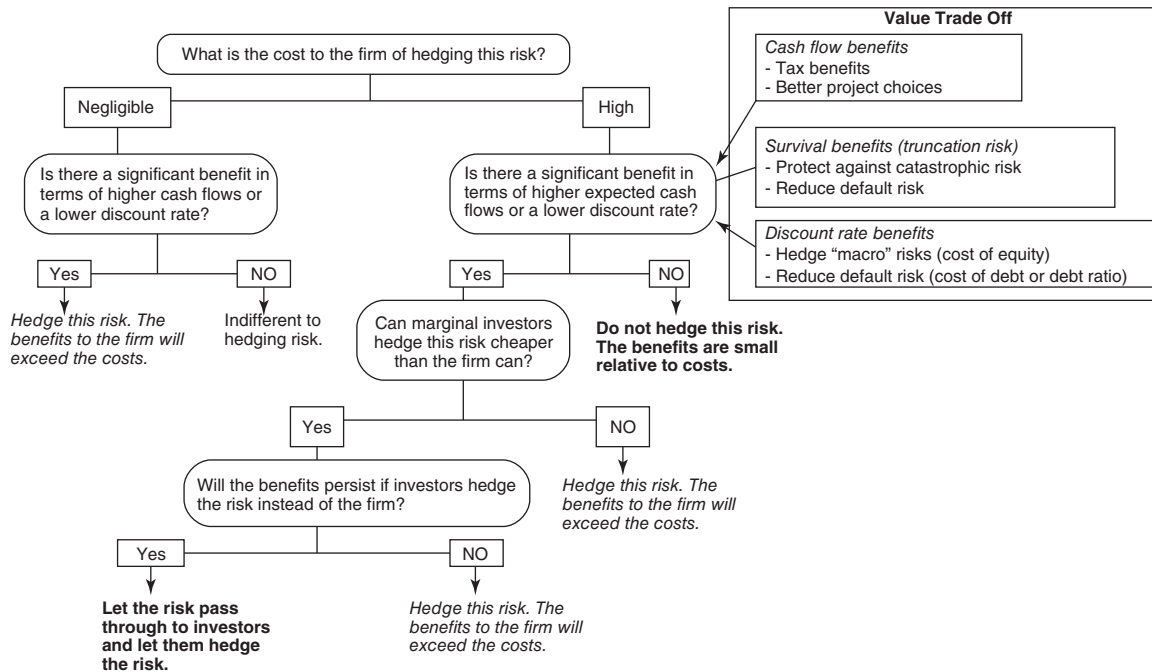 Value Trade Off
What is the cost to the firm of hedging this risk?
Cash flow benefits
- Tax benefits
- Better project choices
Negligible
High
Survival benefits (truncation risk)
- Protect against catastrophic risk
- Reduce default risk
Is there a significant benefit in
terms of higher cash flows or
a lower discount rate?
Is there a significant benefit in
terms of higher expected cash
flows or a lower discount rate?
Discount rate benefits
- Hedge “macro” risks (cost of equity)
- Reduce default risk (cost of debt or debt ratio)
Yes
NO
Yes
NO
Hedge this risk. The
benefits to the firm will
exceed the costs.
Indifferent to
hedging risk.
Can marginal investors
hedge this risk cheaper
than the firm can?
Do not hedge this risk.
The benefits are small
relative to costs.
Yes
NO
Will the benefits persist if investors hedge
the risk instead of the firm?
Hedge this risk. The
benefits to the firm will
exceed the costs.
Yes
NO
Let the risk pass
through to investors
and let them hedge
the risk.
Hedge this risk. The
benefits to the firm will
exceed the costs.